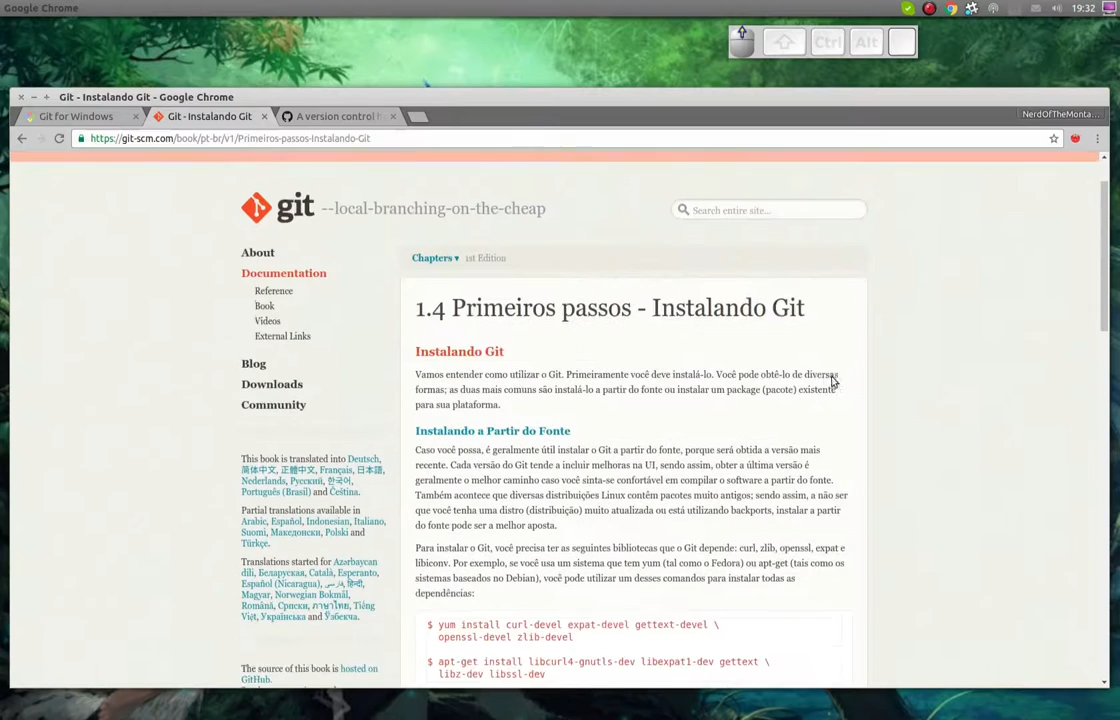 Google Chrome
19:32
Ctrl
Alt
Git - Instalando Git - Google Chrome
Git for Windows
Git - Instalando Git
A version control
NerdOfTheMonta...
https://git-scm.com/book/pt-br/v1/Primeiros-passos-Instalando-Git
git --local-branching-on-the-cheap
Search entire site...
About
Documentation
Reference
Book
Videos
External Links
Blog
Downloads
Community
This book is translated into Deutsch,
简体中文, 正體中文, Français, 日本語,
Nederlands, Русский, 한국어,
Português (Brasil) and Čeština.
Partial translations available in
Arabic, Español, Indonesian, Italiano,
Suomi, Македонски, Polski and
Türkçe.
Translations started for Azərbaycan
dili, Беларуская, Català, Esperanto,
Español (Nicaragua), فارسی, हिन्दी,
Magyar, Norwegian Bokmål,
Română, Српски, ภาษาไทย, Tiếng
Việt, Українська and Ўзбекча.
The source of this book is hosted on
GitHub.
Chapters ▾ 1st Edition
1.4 Primeiros passos - Instalando Git
Instalando Git
Vamos entender como utilizar o Git. Primeiramente você deve instalá-lo. Você pode obtê-lo de diversas
formas; as duas mais comuns são instalá-lo a partir do fonte ou instalar um package (pacote) existente
para sua plataforma.
Instalando a Partir do Fonte
Caso você possa, é geralmente útil instalar o Git a partir do fonte, porque será obtida a versão mais
recente. Cada versão do Git tende a incluir melhoras na UI, sendo assim, obter a última versão é
geralmente o melhor caminho caso você sinta-se confortável em compilar o software a partir do fonte.
Também acontece que diversas distribuições Linux contêm pacotes muito antigos; sendo assim, a não ser
que você tenha uma distro (distribuição) muito atualizada ou está utilizando backports, instalar a partir
do fonte pode ser a melhor aposta.
Para instalar o Git, você precisa ter as seguintes bibliotecas que o Git depende: curl, zlib, openssl, expat e
libiconv. Por exemplo, se você usa um sistema que tem yum (tal como o Fedora) ou apt-get (tais como os
sistemas baseados no Debian), você pode utilizar um desses comandos para instalar todas as
dependências:
$ yum install curl-devel expat-devel gettext-devel \
openssl-devel zlib-devel
$ apt-get install libcurl4-gnutls-dev libexpat1-dev gettext \
libz-dev libssl-dev